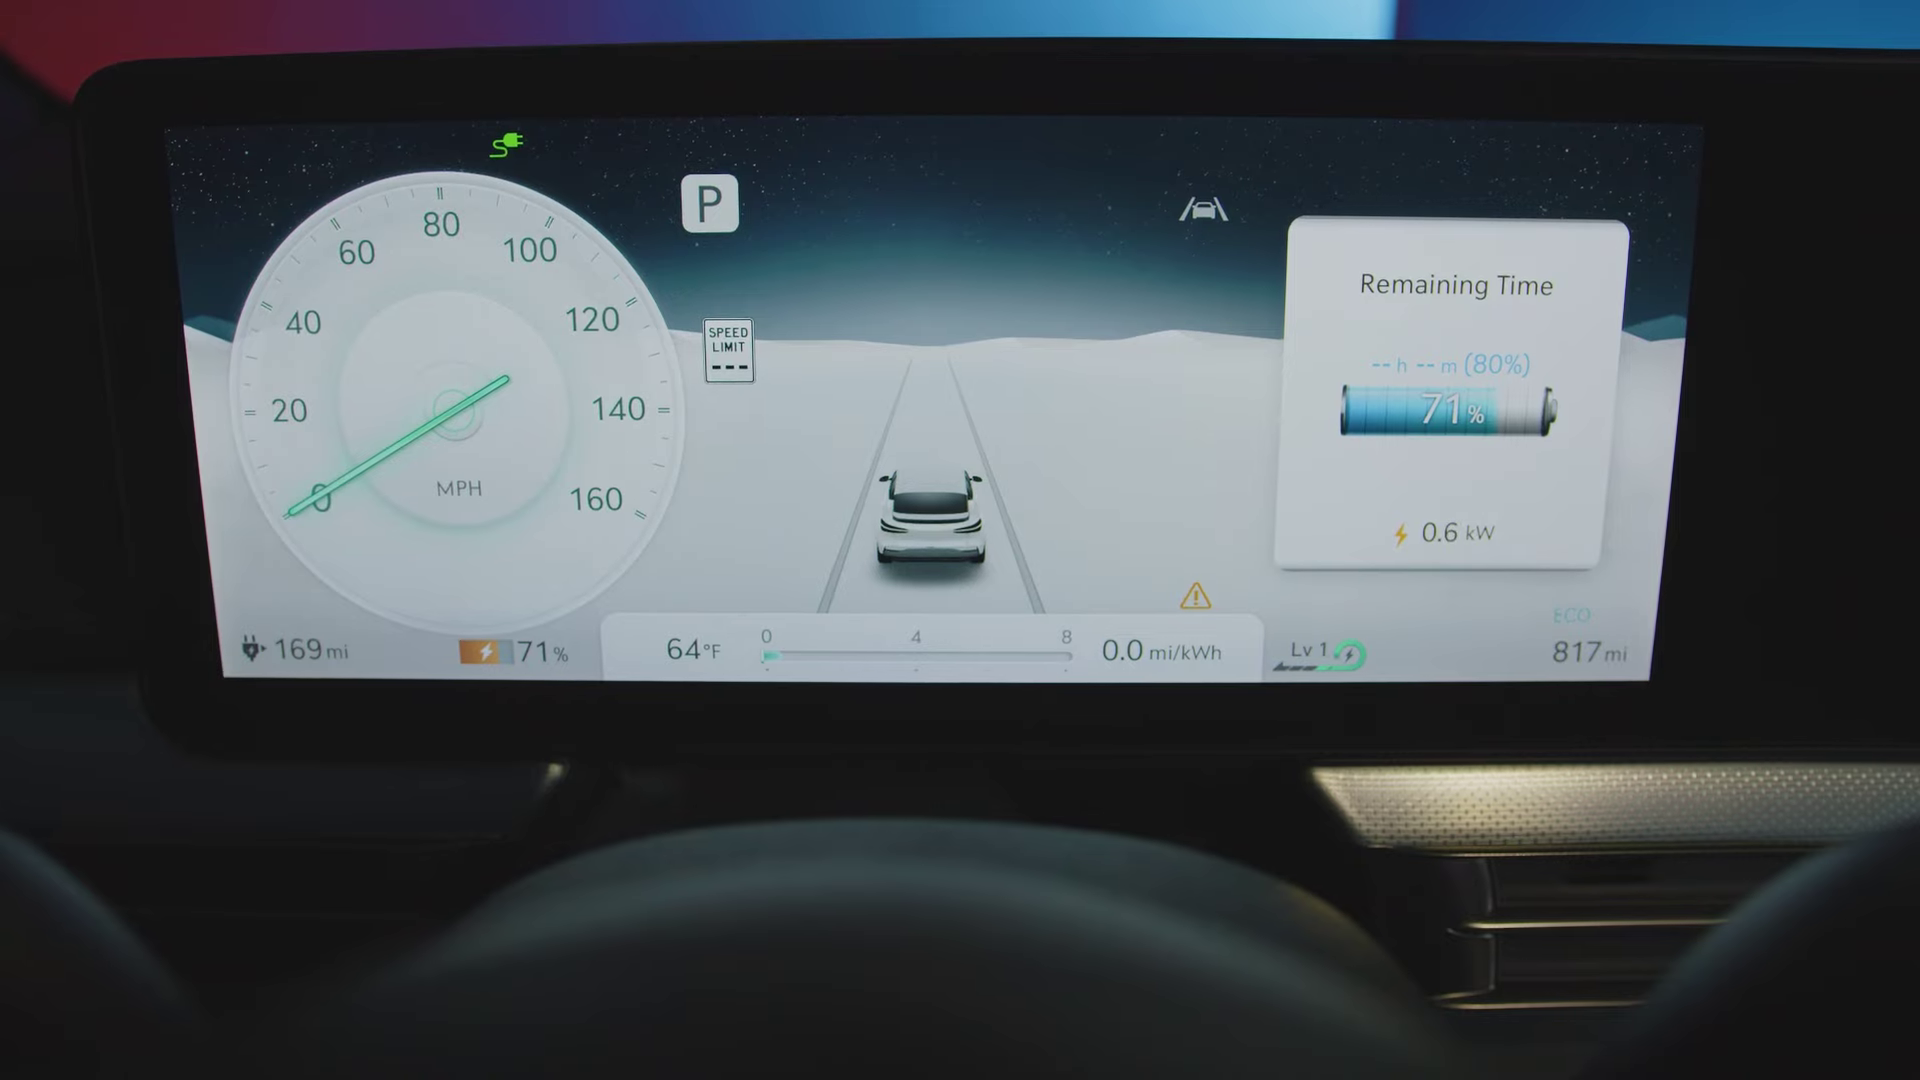 P
80
60
100
40
120
20
140
0
160
MPH
SPEED
LIMIT
---
Remaining Time
-- h -- m (80%)
71%
0.6 kW
ECO
169 mi
71%
64°F
0
4
8
0.0 mi/kWh
Lv 1
817 mi